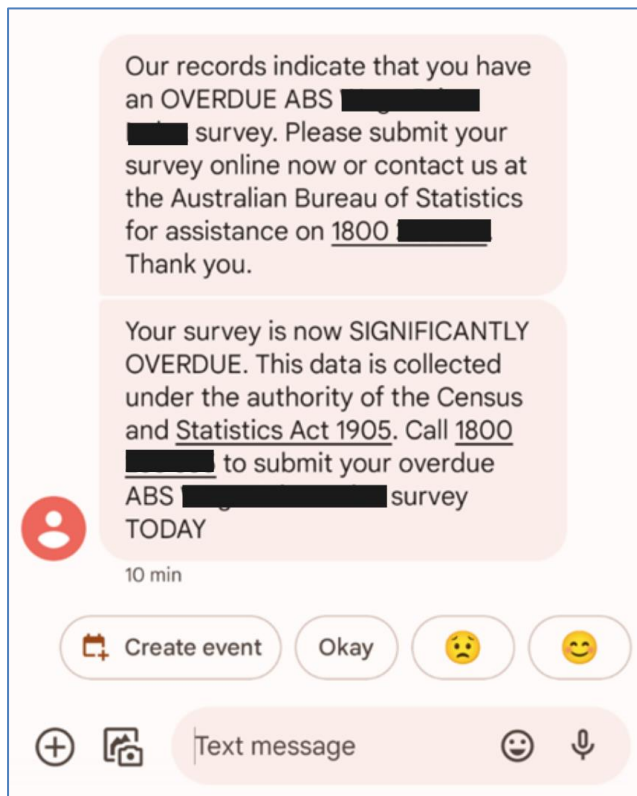 Our records indicate that you have
an OVERDUE ABS
survey. Please submit your
survey online now or contact us at
the Australian Bureau of Statistics
for assistance on 1800
Thank you.
Your survey is now SIGNIFICANTLY
OVERDUE. This data is collected
under the authority of the Census
and Statistics Act 1905. Call 1800
to submit your overdue
ABS survey
TODAY
10 min
Create event Okay
Text message